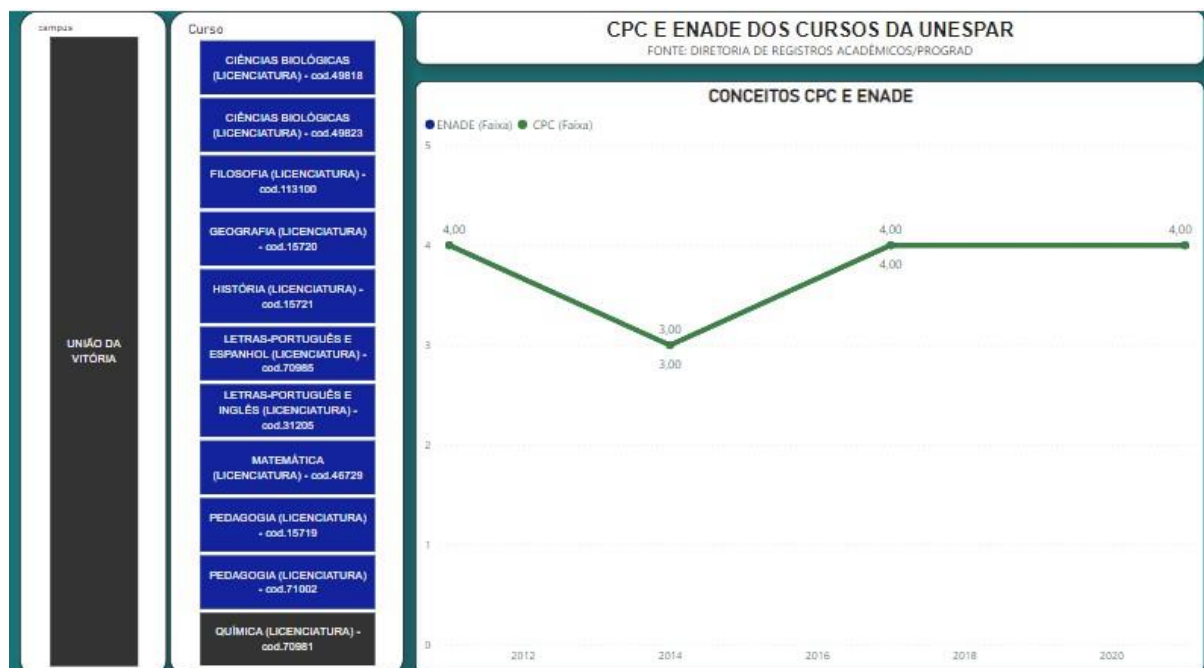 campus
UNIÃO DA
VITÓRIA
Curso
CIÊNCIAS BIOLÓGICAS
(LICENCIATURA) - cod.49818
CIÊNCIAS BIOLÓGICAS
(LICENCIATURA) - cod.49823
FILOSOFIA (LICENCIATURA) -
cod.113100
GEOGRAFIA (LICENCIATURA)
- cod.15720
HISTÓRIA (LICENCIATURA) -
cod.15721
LETRAS-PORTUGUÊS E
ESPANHOL (LICENCIATURA) -
cod.70985
LETRAS-PORTUGUÊS E
INGLÊS (LICENCIATURA) -
cod.31205
MATEMÁTICA
(LICENCIATURA) - cod.46729
PEDAGOGIA (LICENCIATURA)
- cod.15719
PEDAGOGIA (LICENCIATURA)
- cod.71002
QUÍMICA (LICENCIATURA) -
cod.70981
CPC E ENADE DOS CURSOS DA UNESPAR
FONTE: DIRETORIA DE REGISTROS ACADÊMICOS/PROGRAD
CONCEITOS CPC E ENADE
ENADE (Faixa) CPC (Faixa)
5
4,00 4,00 4,00
4
4,00
3,00
3
3,00
2
1
0
2012 2014 2016 2018 2020